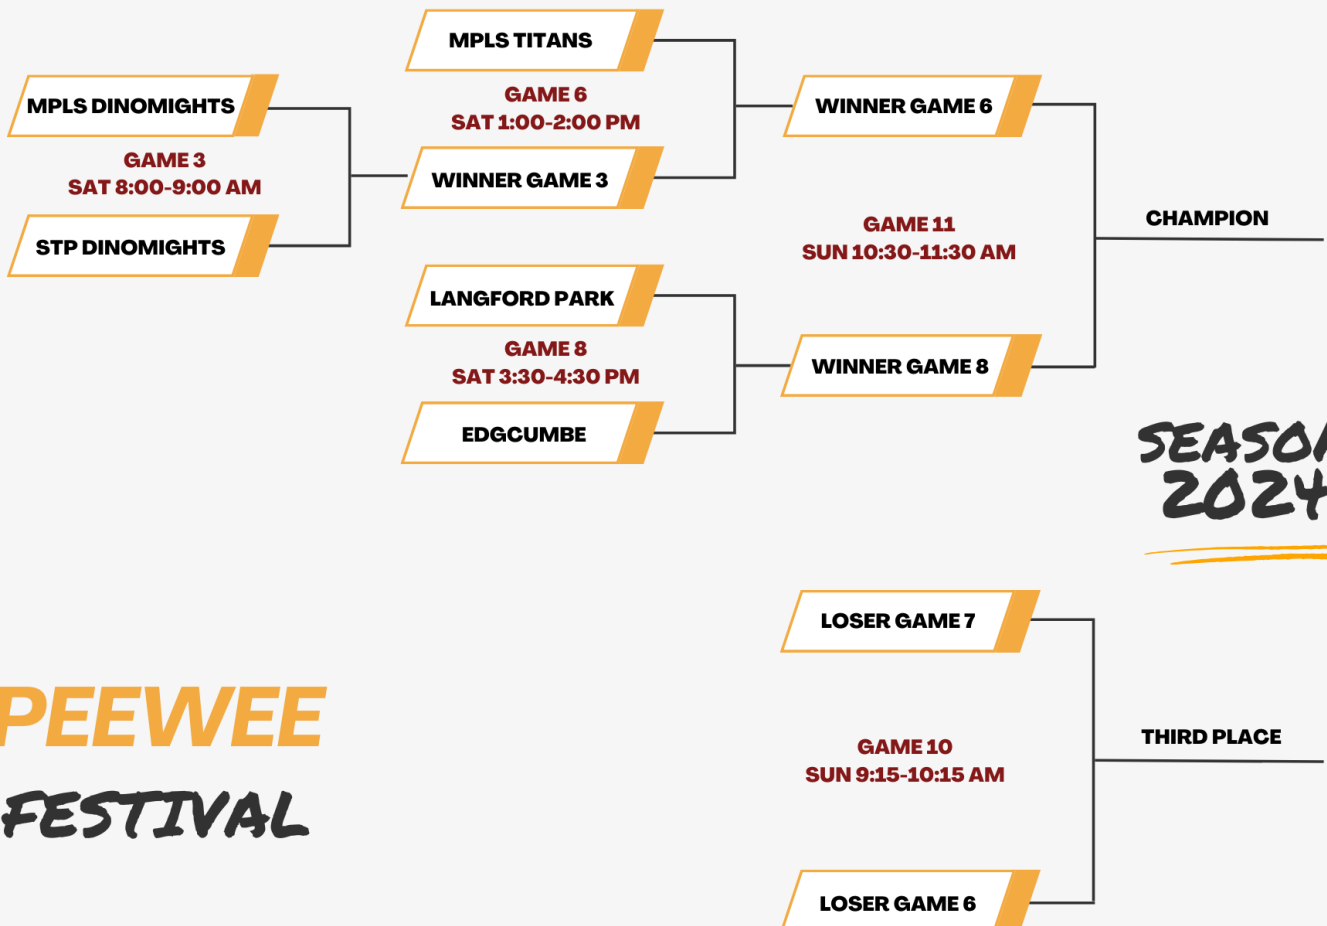 MPLS TITANS
MPLS DINOMIGHTS
GAME 6
SAT 1:00-2:00 PM
WINNER GAME 6
GAME 3
SAT 8:00-9:00 AM
WINNER GAME 3
STP DINOMIGHTS
GAME 11
SUN 10:30-11:30 AM
CHAMPION
LANGFORD PARK
GAME 8
SAT 3:30-4:30 PM
WINNER GAME 8
EDGCUMBE
SEASON
2024
LOSER GAME 7
PEEWEE
FESTIVAL
GAME 10
SUN 9:15-10:15 AM
THIRD PLACE
LOSER GAME 6